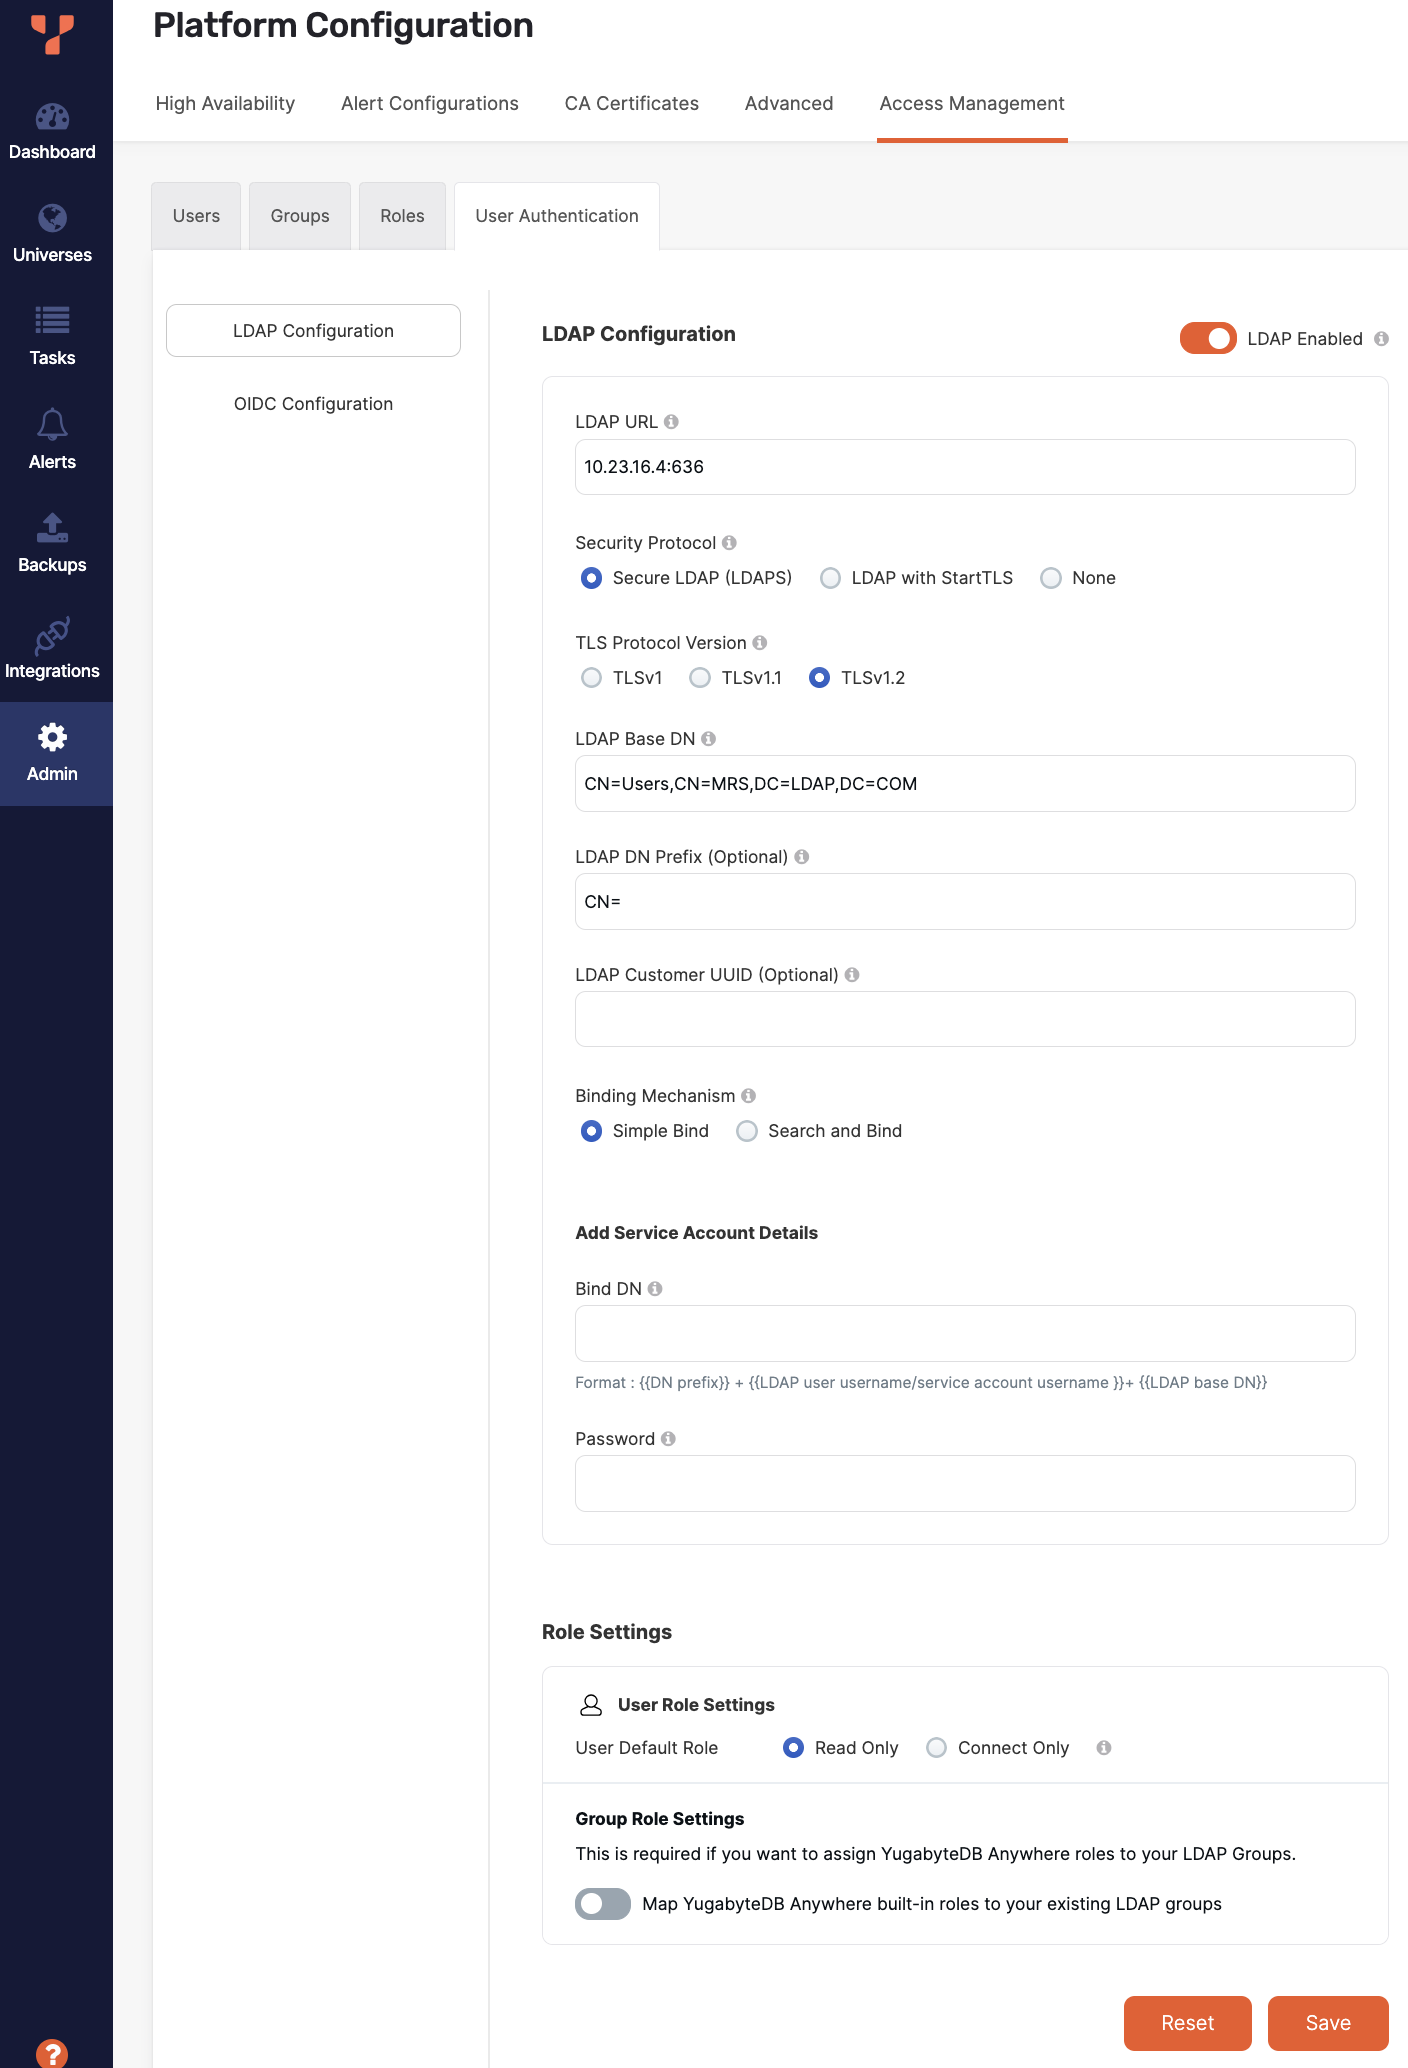 Platform Configuration
High Availability
Alert Configurations
CA Certificates
Advanced
Access Management
Dashboard
Universes
Tasks
Alerts
Backups
Integrations
Admin
?
Users
Groups
Roles
User Authentication
LDAP Configuration
OIDC Configuration
LDAP Configuration
LDAP Enabled
LDAP URL
10.23.16.4:636
Security Protocol
Secure LDAP (LDAPS)
LDAP with StartTLS
None
TLS Protocol Version
TLSv1
TLSv1.1
TLSv1.2
LDAP Base DN
CN=Users,CN=MRS,DC=LDAP,DC=COM
LDAP DN Prefix (Optional)
CN=
LDAP Customer UUID (Optional)
Binding Mechanism
Simple Bind
Search and Bind
Add Service Account Details
Bind DN
Format : {{DN prefix}} + {{LDAP user username/service account username }}+ {{LDAP base DN}}
Password
Role Settings
User Role Settings
User Default Role
Read Only
Connect Only
Group Role Settings
This is required if you want to assign YugabyteDB Anywhere roles to your LDAP Groups.
Map YugabyteDB Anywhere built-in roles to your existing LDAP groups
Reset
Save